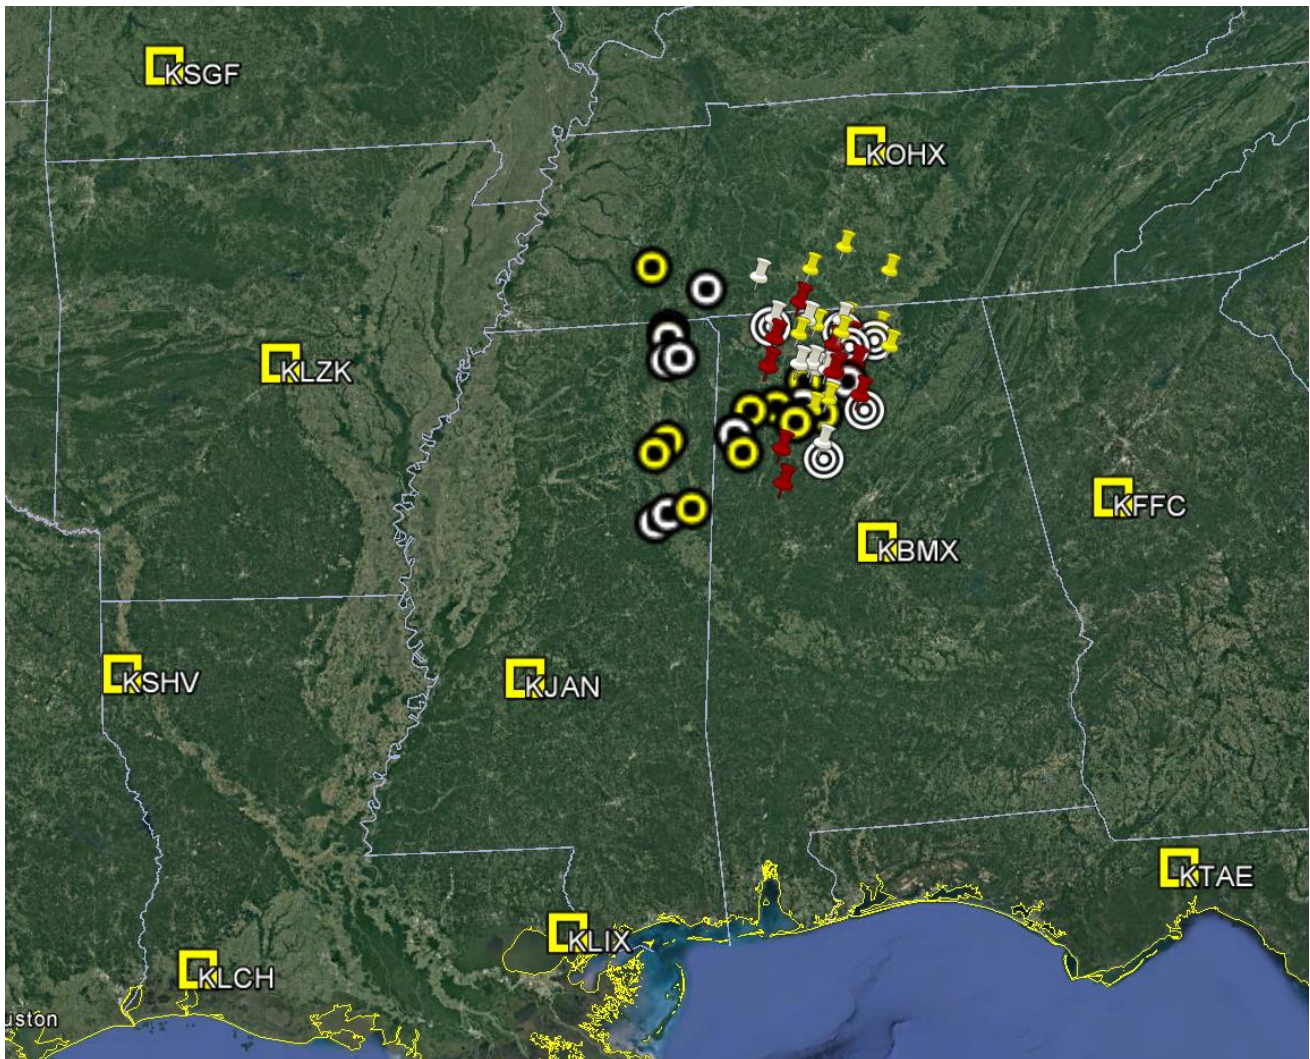 KSGF
KOHX
KLZK
KFFC
KBMX
KSHV
KJAN
KTAE
KLIX
KLCH
uston